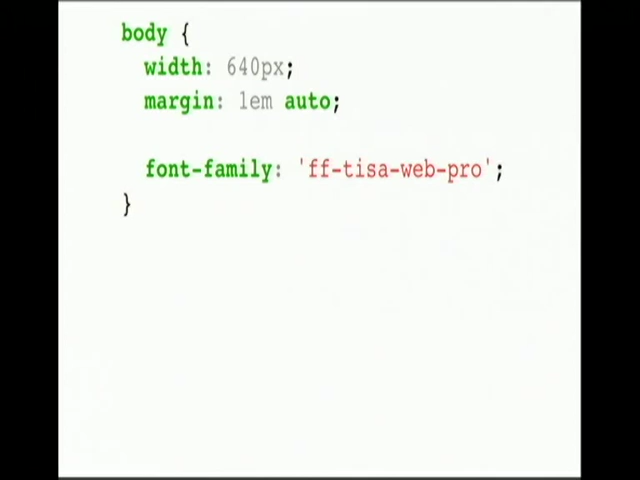 body {
width: 640px;
margin: 1em auto;
font-family: 'ff-tisa-web-pro';
}